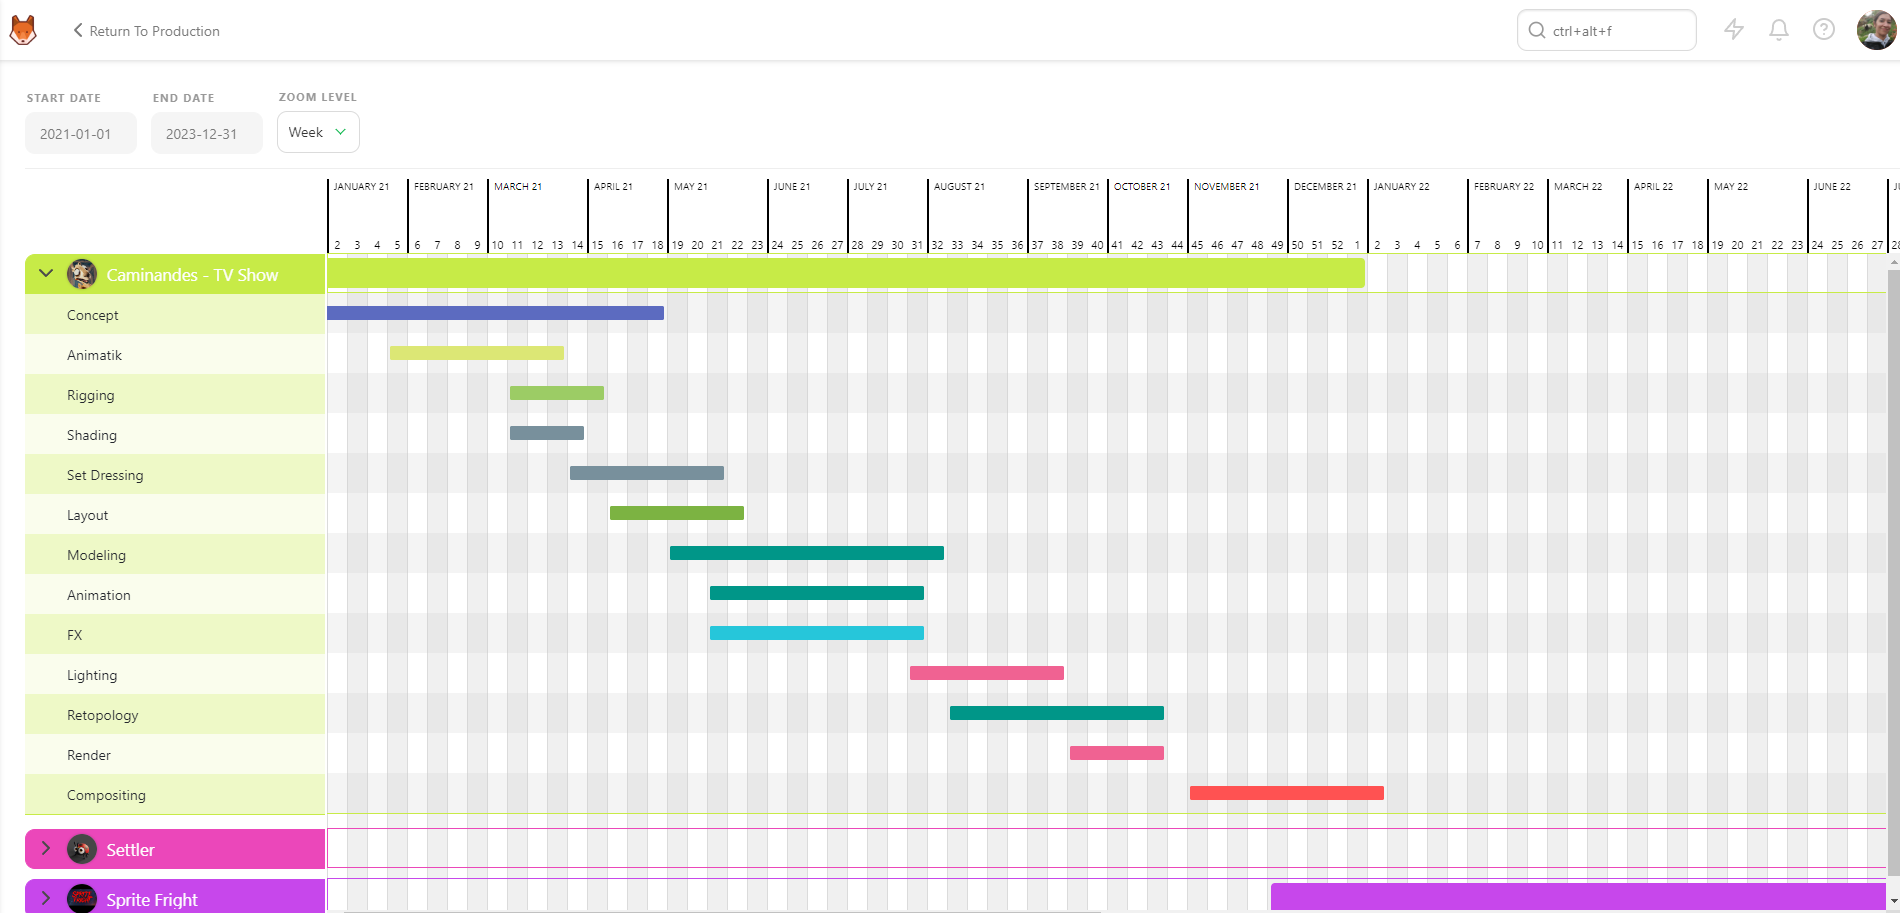 Return To Production
ctrl+alt+f
START DATE END DATE ZOOM LEVEL
2021-01-01 2023-12-31 Week
JANUARY 21 FEBRUARY 21 MARCH 21 APRIL 21 MAY 21 JUNE 21 JULY 21 AUGUST 21 SEPTEMBER 21 OCTOBER 21 NOVEMBER 21 DECEMBER 21 JANUARY 22 FEBRUARY 22 MARCH 22 APRIL 22 MAY 22 JUNE 22
2 3 4 5 6 7 8 9 10 11 12 13 14 15 16 17 18 19 20 21 22 23 24 25 26 27 28 29 30 31 32 33 34 35 36 37 38 39 40 41 42 43 44 45 46 47 48 49 50 51 52 1 2 3 4 5 6 7 8 9 10 11 12 13 14 15 16 17 18 19 20 21 22 23 24 25 26 27 28
Caminandes - TV Show
Concept
Animatik
Rigging
Shading
Set Dressing
Layout
Modeling
Animation
FX
Lighting
Retopology
Render
Compositing
Settler
Sprite Fright